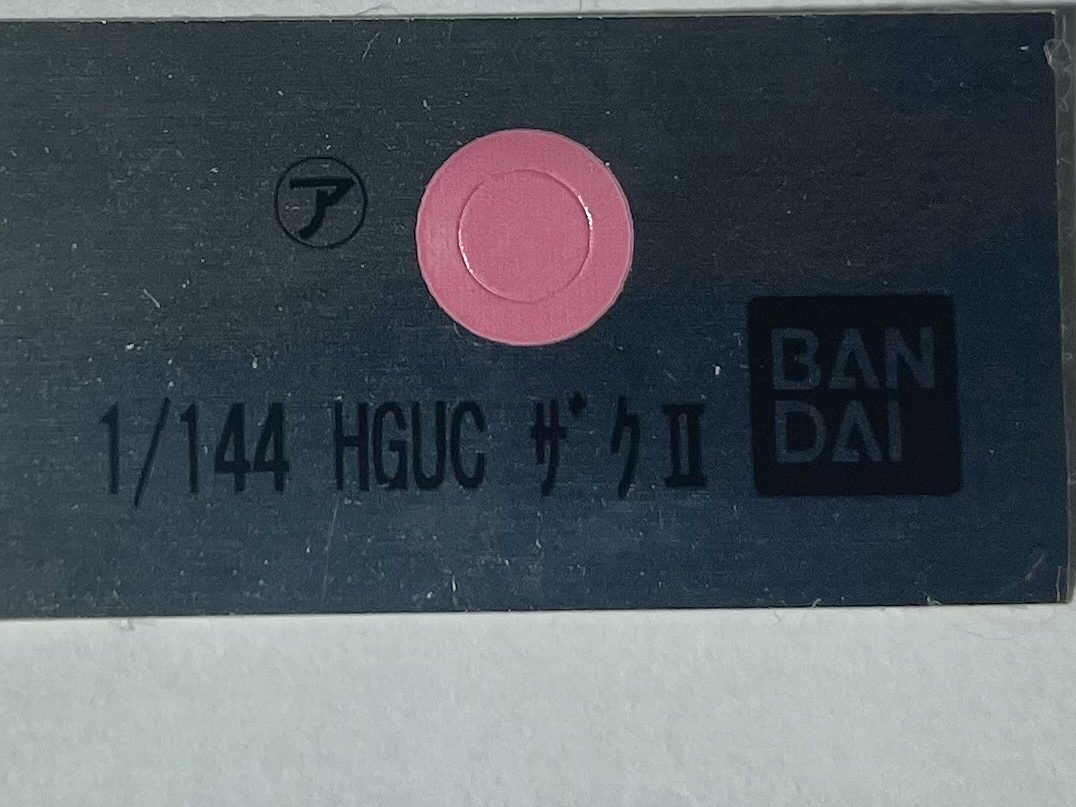 ㋐
1/144 HGUC ザクⅡ
BAN
DAI